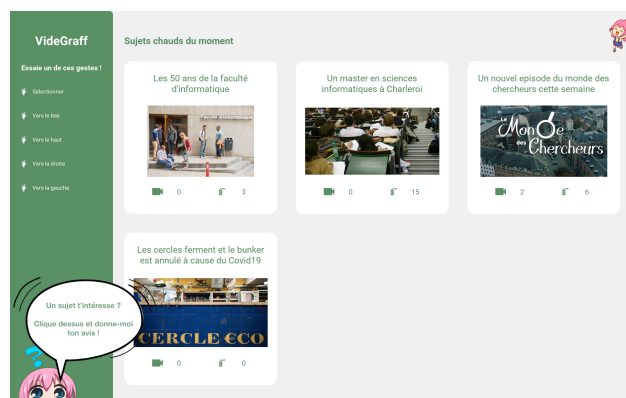 VideGraff
Essaie un de ces gestes !
Sélectionner
Vers le bas
Vers le haut
Vers la droite
Vers la gauche
Un sujet t'intéresse ?
Clique dessus et donne-moi
ton avis !
Sujets chauds du moment
Les 50 ans de la faculté
d'informatique
Faculté d'Informatique
0 3
Un master en sciences
informatiques à Charleroi
0 15
Un nouvel episode du monde des
chercheurs cette semaine
Le Monde
des Chercheurs
2 6
Les cercles ferment et le bunker
est annulé à cause du Covid19
CERCLE ECO
0 0